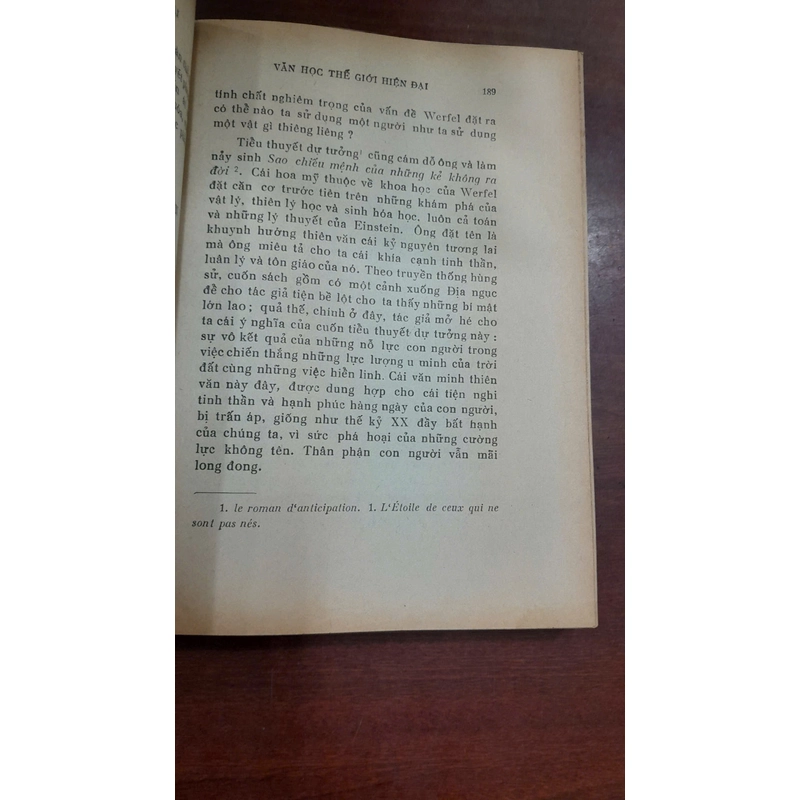 VĂN HỌC THẾ GIỚI HIỆN ĐẠI 189
tính chất nghiêm trọng của vấn đề Werfel đặt ra
có thể nào ta sử dụng một người như ta sử dụng
một vật gì thiêng liêng ?
Tiểu thuyết dự tưởng¹ cũng cám dỗ ông và làm
nảy sinh Sao chiếu mệnh của những kẻ không ra
đời ². Cái hoa mỹ thuộc về khoa học của Werfel
đặt căn cơ trước tiên trên những khám phá của
vật lý, thiên lý học và sinh hóa học, luôn cả toán
và những lý thuyết của Einstein. Ông đặt tên là
khuynh hướng thiên văn cái kỷ nguyên tương lai
mà ông miêu tả cho ta cái khía cạnh tinh thần,
luân lý và tôn giáo của nó. Theo truyền thống hùng
sử, cuốn sách gồm có một cảnh xuống Địa ngục
để cho tác giả tiện bề lột cho ta thấy những bí mật
lớn lao ; quả thế, chính ở đây, tác giả mở hé cho
ta cái ý nghĩa của cuốn tiểu thuyết dự tưởng này :
sự vô kết quả của những nỗ lực con người trong
việc chiến thắng những lực lượng u minh của trời
đất cùng những việc hiển linh. Cái văn minh thiên
văn này đây, được dung hợp cho cái tiện nghi
tinh thần và hạnh phúc hàng ngày của con người,
bị trấn áp, giống như thế kỷ XX đầy bất hạnh
của chúng ta, vì sức phá hoại của những cường
lực không tên. Thân phận con người vẫn mãi
long đong.
1. le roman d'anticipation. 1. L'Étoile de ceux qui ne
sont pas nés.